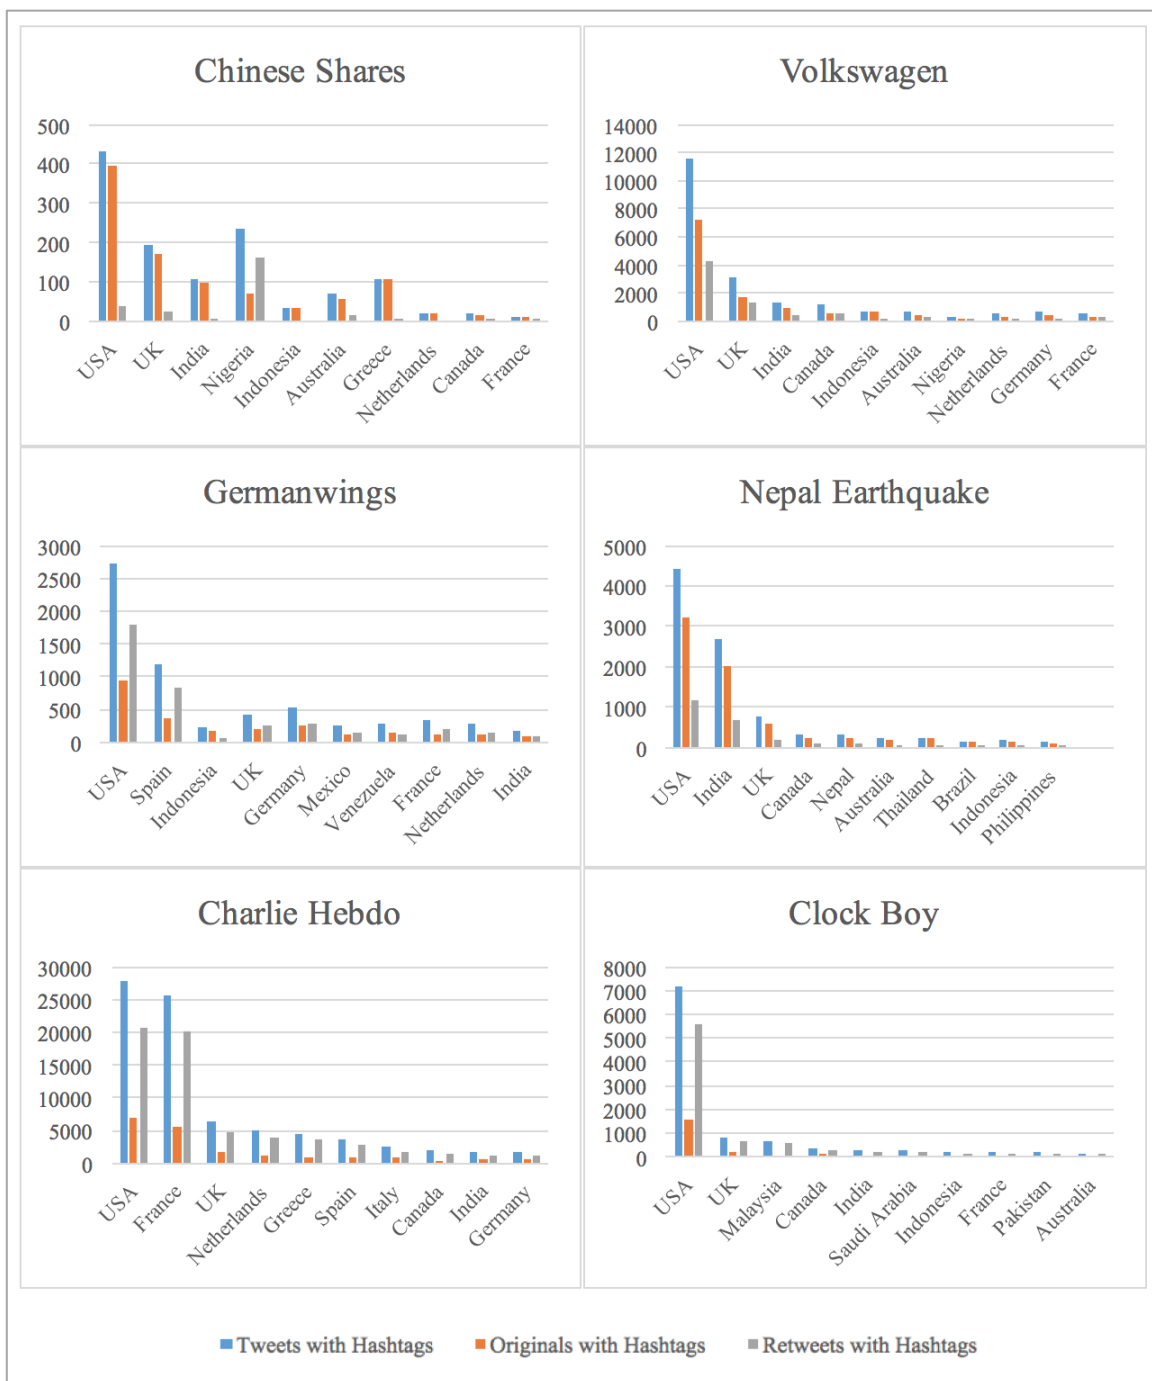 Chinese Shares
500
400
300
200
100
0
USA
UK
India
Nigeria
Indonesia
Australia
Greece
Netherlands
Canada
France
Volkswagen
14000
12000
10000
8000
6000
4000
2000
0
USA
UK
India
Canada
Indonesia
Australia
Nigeria
Netherlands
Germany
France
Germanwings
3000
2500
2000
1500
1000
500
0
USA
Spain
Indonesia
UK
Germany
Mexico
Venezuela
France
Netherlands
India
Nepal Earthquake
5000
4000
3000
2000
1000
0
USA
India
UK
Canada
Nepal
Australia
Thailand
Brazil
Indonesia
Philippines
Charlie Hebdo
30000
25000
20000
15000
10000
5000
0
USA
France
UK
Netherlands
Greece
Spain
Italy
Canada
India
Germany
Clock Boy
8000
7000
6000
5000
4000
3000
2000
1000
0
USA
UK
Malaysia
Canada
India
Saudi Arabia
Indonesia
France
Pakistan
Australia
Tweets with Hashtags
Originals with Hashtags
Retweets with Hashtags